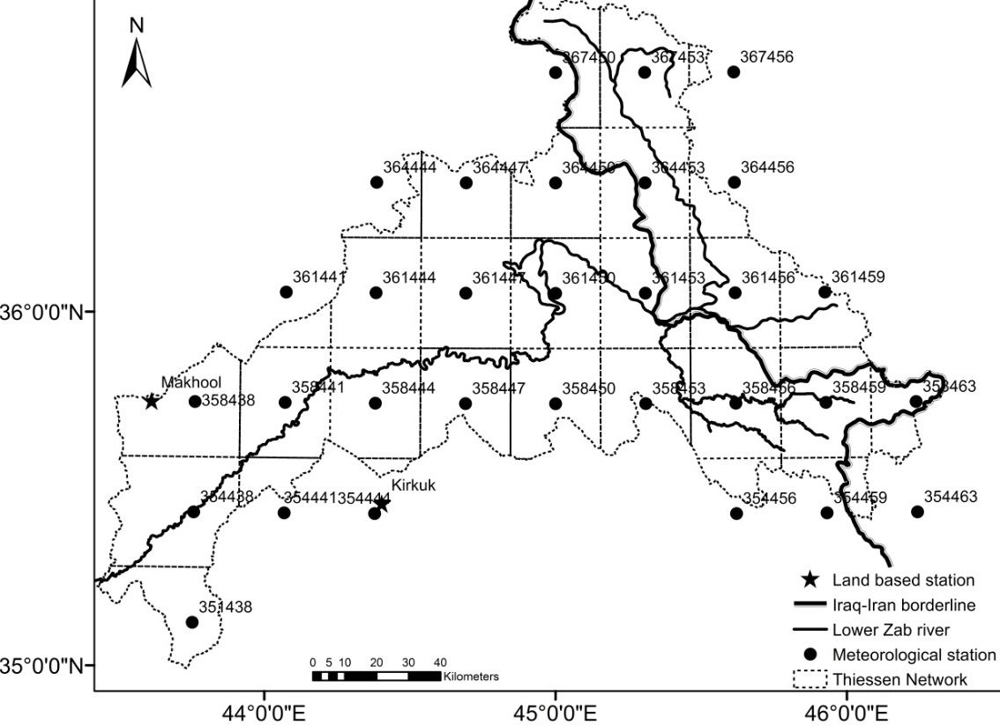 N
367450 367453 367456
364444 364447 364450 364453 364456
361441 361444 361447 361450 361453 361456 361459
36°0'0"N
Makhool
358438 358441 358444 358447 358450 358453 358456 358459 358463
Kirkuk
354438 354441 354444 354456 354459 354463
351438
Land based station
Iraq-Iran borderline
Lower Zab river
Meteorological station
Thiessen Network
0 5 10 20 30 40
Kilometers
35°0'0"N
44°0'0"E 45°0'0"E 46°0'0"E